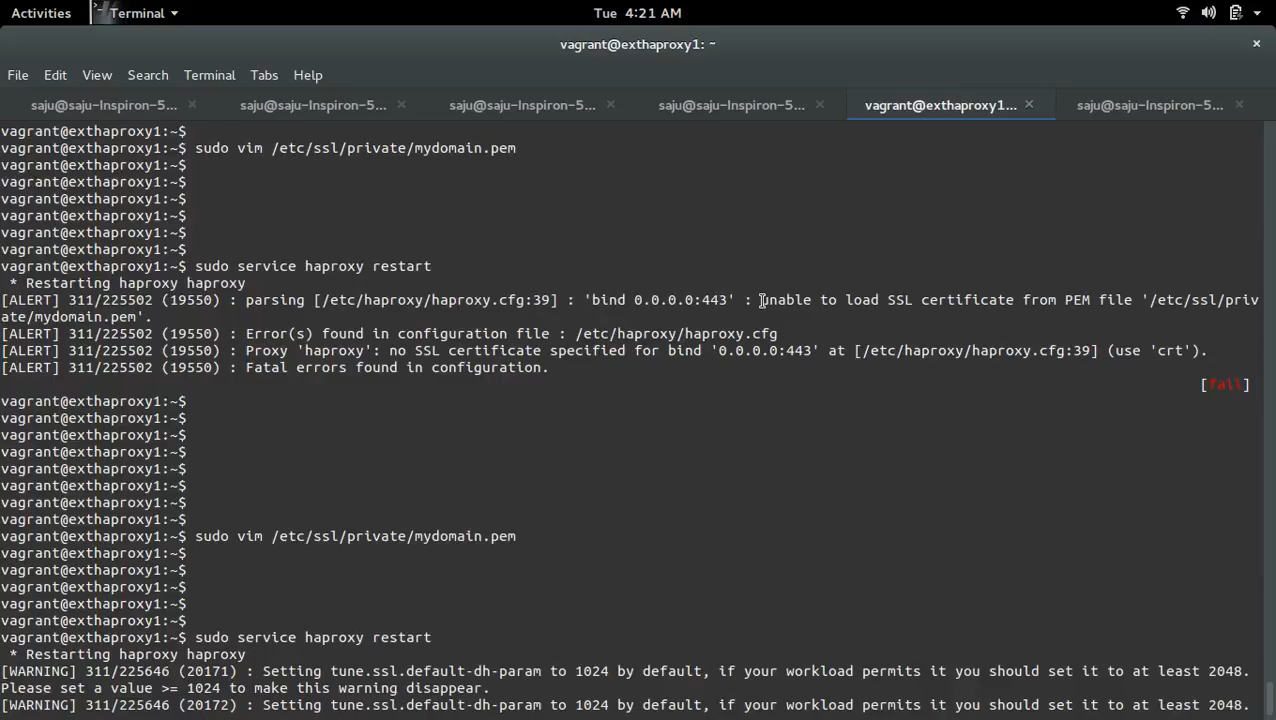 Activities Terminal Tue 4:21 AM
vagrant@exthaproxy1: ~ ×
File Edit View Search Terminal Tabs Help
saju@saju-Inspiron-5... × saju@saju-Inspiron-5... × saju@saju-Inspiron-5... × saju@saju-Inspiron-5... × vagrant@exthaproxy1... × saju@saju-Inspiron-5... ×
vagrant@exthaproxy1:~$
vagrant@exthaproxy1:~$ sudo vim /etc/ssl/private/mydomain.pem
vagrant@exthaproxy1:~$
vagrant@exthaproxy1:~$
vagrant@exthaproxy1:~$
vagrant@exthaproxy1:~$
vagrant@exthaproxy1:~$
vagrant@exthaproxy1:~$
vagrant@exthaproxy1:~$ sudo service haproxy restart
* Restarting haproxy haproxy
[ALERT] 311/225502 (19550) : parsing [/etc/haproxy/haproxy.cfg:39] : 'bind 0.0.0.0:443' : unable to load SSL certificate from PEM file '/etc/ssl/priv
ate/mydomain.pem'.
[ALERT] 311/225502 (19550) : Error(s) found in configuration file : /etc/haproxy/haproxy.cfg
[ALERT] 311/225502 (19550) : Proxy 'haproxy': no SSL certificate specified for bind '0.0.0.0:443' at [/etc/haproxy/haproxy.cfg:39] (use 'crt').
[ALERT] 311/225502 (19550) : Fatal errors found in configuration.
[fail]
vagrant@exthaproxy1:~$
vagrant@exthaproxy1:~$
vagrant@exthaproxy1:~$
vagrant@exthaproxy1:~$
vagrant@exthaproxy1:~$
vagrant@exthaproxy1:~$
vagrant@exthaproxy1:~$
vagrant@exthaproxy1:~$
vagrant@exthaproxy1:~$ sudo vim /etc/ssl/private/mydomain.pem
vagrant@exthaproxy1:~$
vagrant@exthaproxy1:~$
vagrant@exthaproxy1:~$
vagrant@exthaproxy1:~$
vagrant@exthaproxy1:~$
vagrant@exthaproxy1:~$ sudo service haproxy restart
* Restarting haproxy haproxy
[WARNING] 311/225646 (20171) : Setting tune.ssl.default-dh-param to 1024 by default, if your workload permits it you should set it to at least 2048.
Please set a value >= 1024 to make this warning disappear.
[WARNING] 311/225646 (20172) : Setting tune.ssl.default-dh-param to 1024 by default, if your workload permits it you should set it to at least 2048.